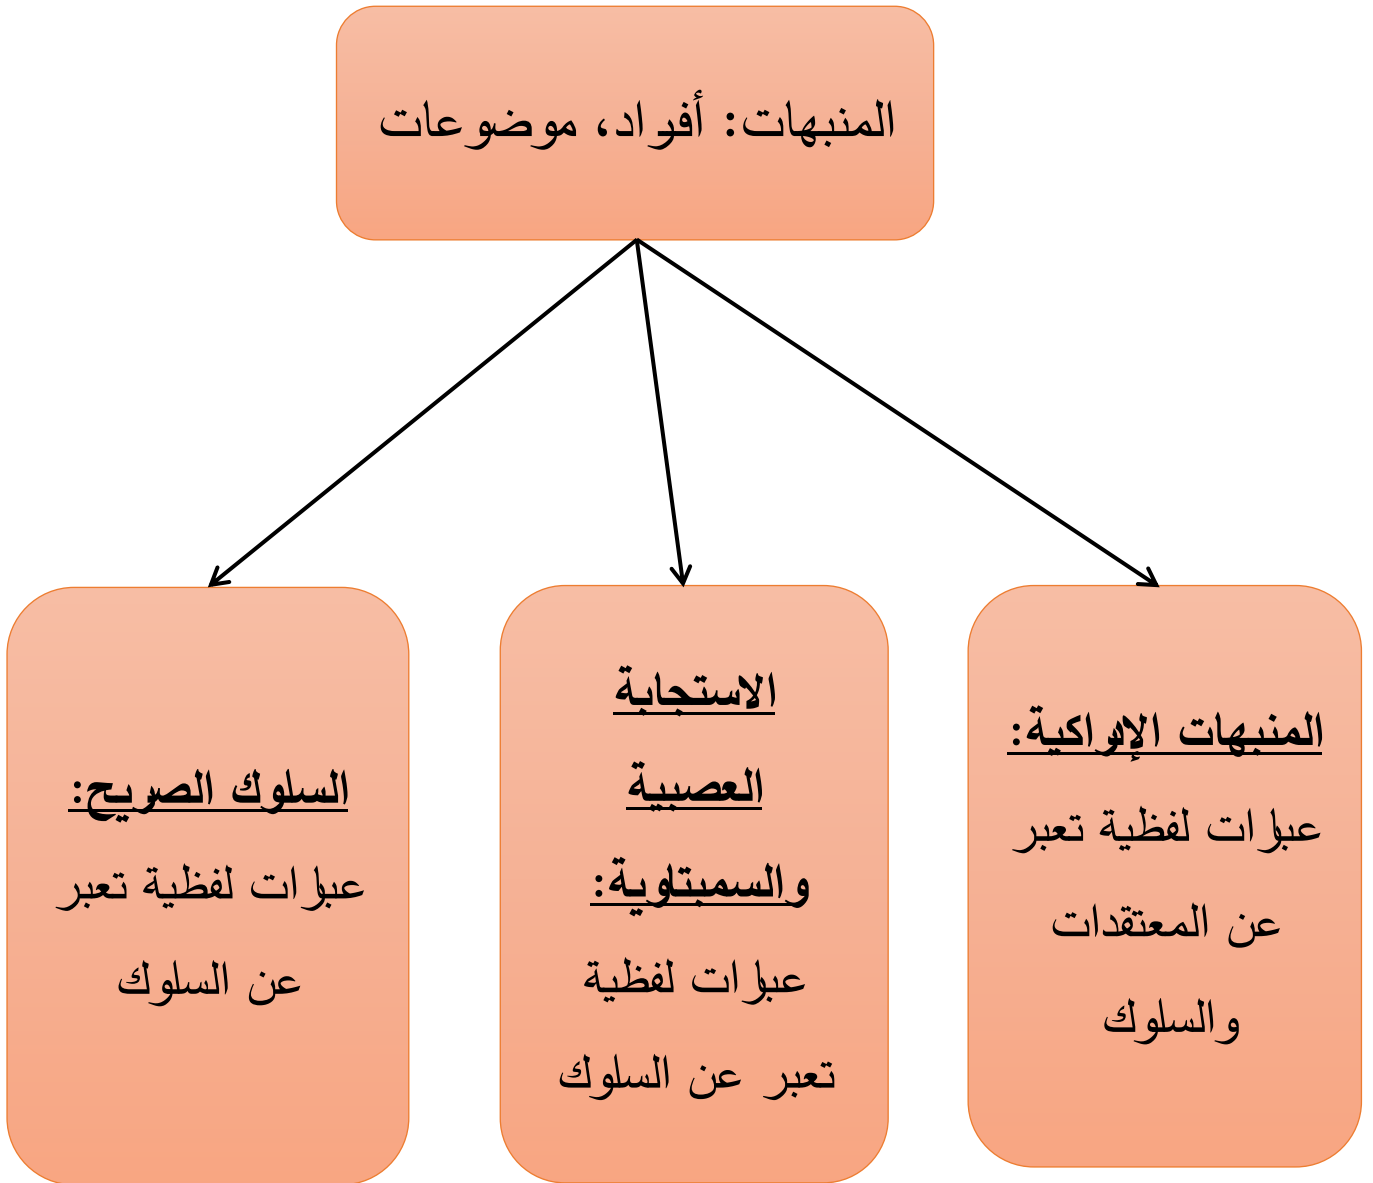 المنبهات: أفراد، موضوعات
المنبهات الإدراكية:
عبارات لفظية تعبر
عن المعتقدات
والسلوك
الاستجابة
العصبية
والسمبتاوية:
عبارات لفظية
تعبر عن السلوك
السلوك الصريح:
عبارات لفظية تعبر
عن السلوك